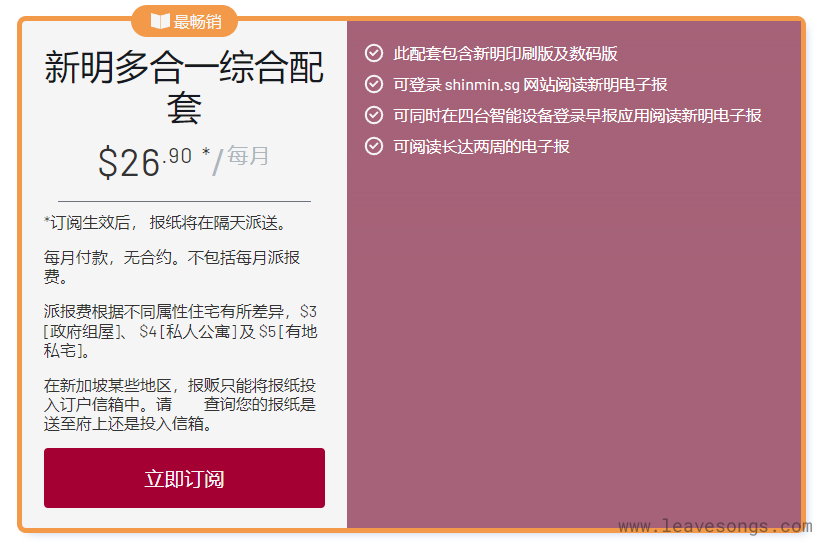 最畅销
新明多合一综合配
套
$26.90 */每月
*订阅生效后， 报纸将在隔天派送。
每月付款，无合约。不包括每月派报
费。
派报费根据不同属性住宅有所差异，$3
[政府组屋]、 $4 [私人公寓] 及 $5 [有地
私宅]。
在新加坡某些地区，报贩只能将报纸投
入订户信箱中。请 查询您的报纸是
送至府上还是投入信箱。
立即订阅
此配套包含新明印刷版及数码版
可登录 shinmin.sg 网站阅读新明电子报
可同时在四台智能设备登录早报应用阅读新明电子报
可阅读长达两周的电子报
www.leavesongs.com